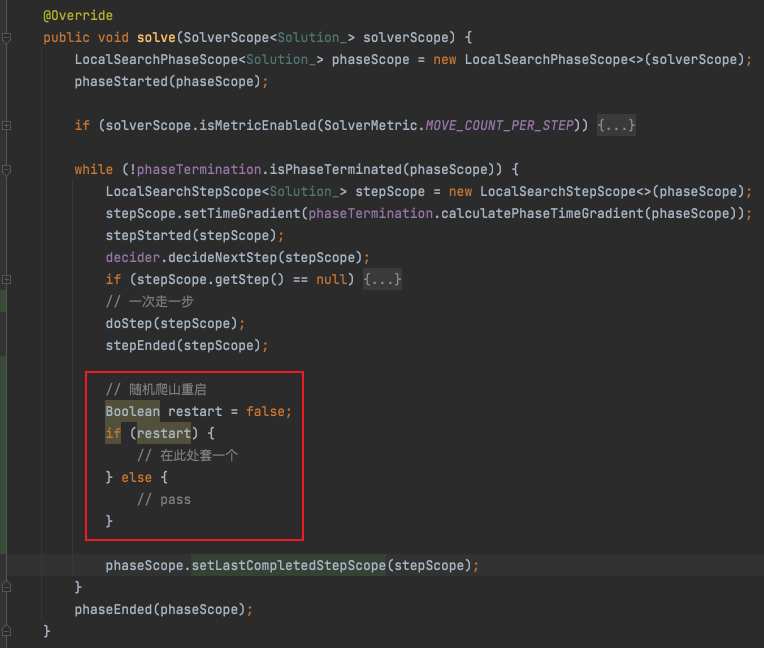 @Override
public void solve(SolverScope<Solution_> solverScope) {
LocalSearchPhaseScope<Solution_> phaseScope = new LocalSearchPhaseScope<>(solverScope);
phaseStarted(phaseScope);
if (solverScope.isMetricEnabled(SolverMetric.MOVE_COUNT_PER_STEP)) {...}
while (!phaseTermination.isPhaseTerminated(phaseScope)) {
LocalSearchStepScope<Solution_> stepScope = new LocalSearchStepScope<>(phaseScope);
stepScope.setTimeGradient(phaseTermination.calculatePhaseTimeGradient(phaseScope));
stepStarted(stepScope);
decider.decideNextStep(stepScope);
if (stepScope.getStep() == null) {...}
// 一次走一步
doStep(stepScope);
stepEnded(stepScope);
// 随机爬山重启
Boolean restart = false;
if (restart) {
// 在此处套一个
} else {
// pass
}
phaseScope.setLastCompletedStepScope(stepScope);
}
phaseEnded(phaseScope);
}